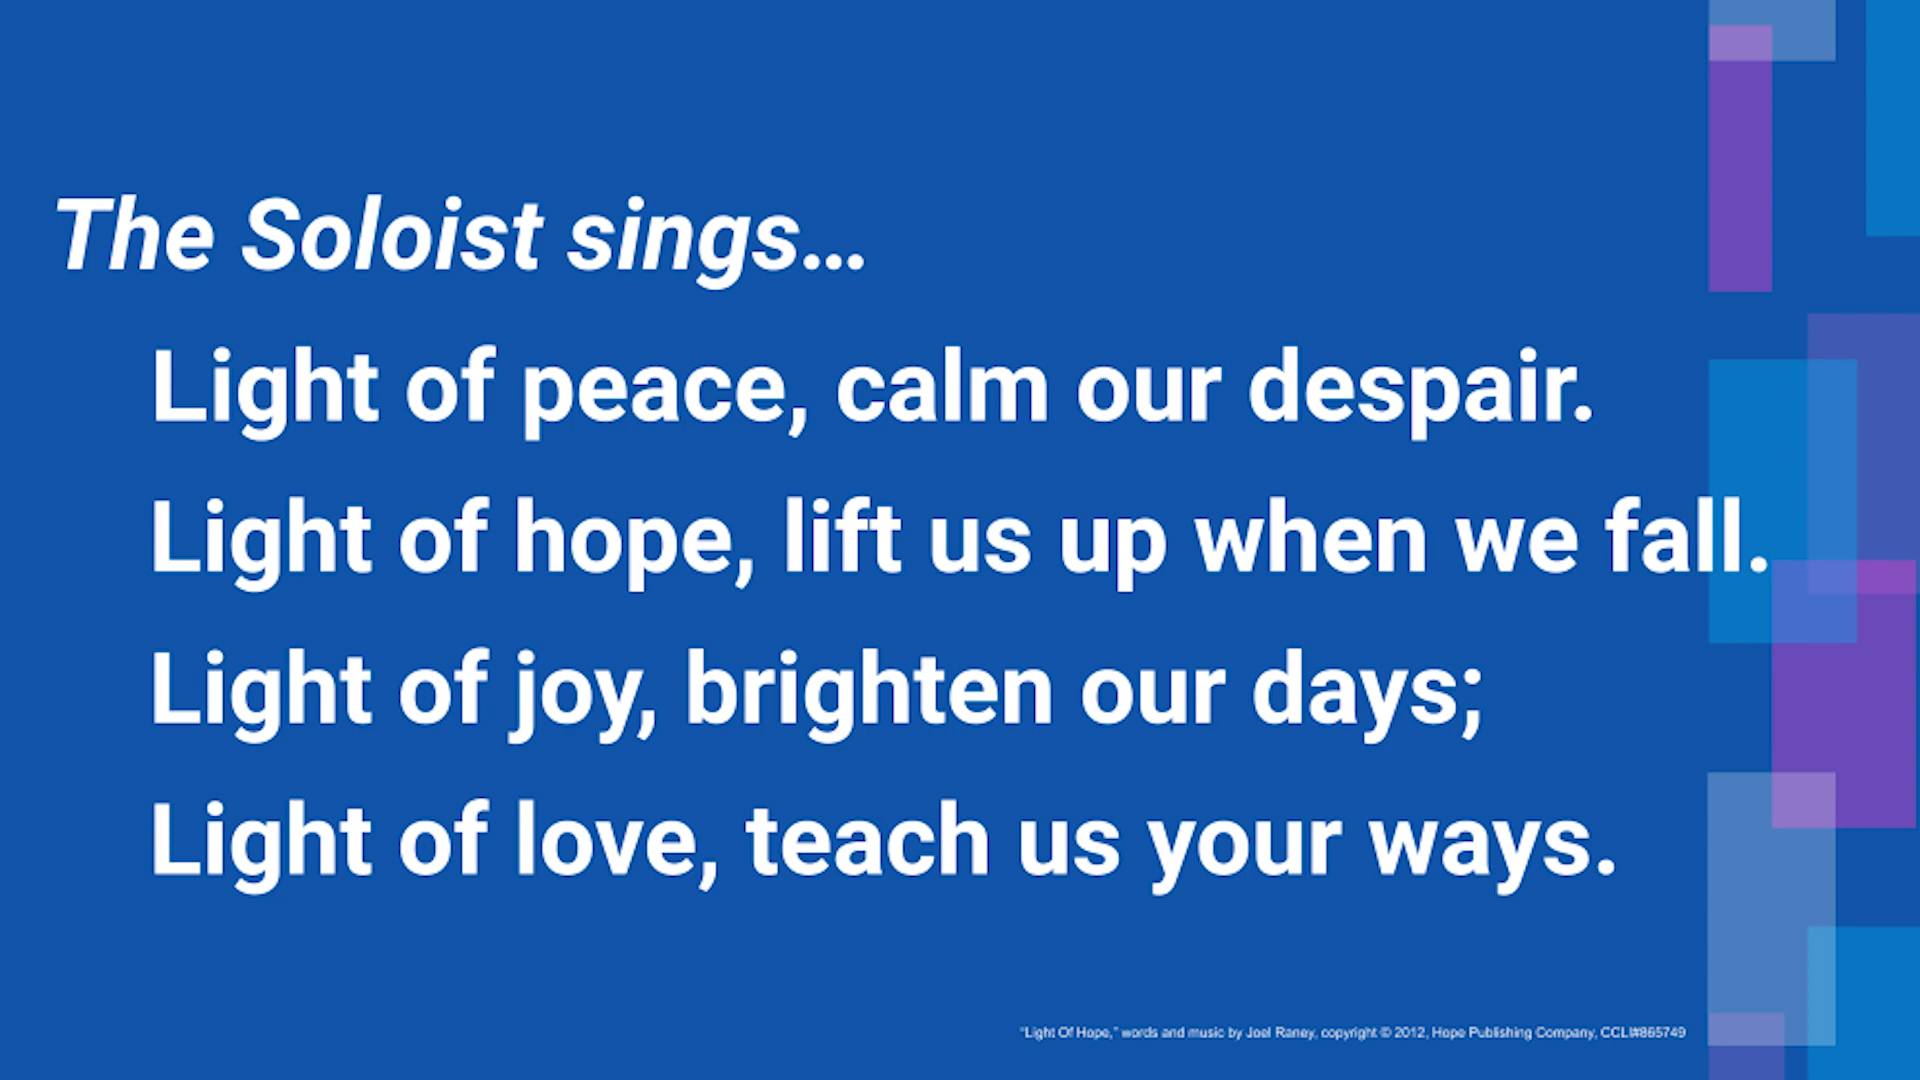 The Soloist sings…
Light of peace, calm our despair.
Light of hope, lift us up when we fall.
Light of joy, brighten our days;
Light of love, teach us your ways.
“Light Of Hope,” words and music by Joel Raney, copyright © 2012, Hope Publishing Company, CCLI#865749